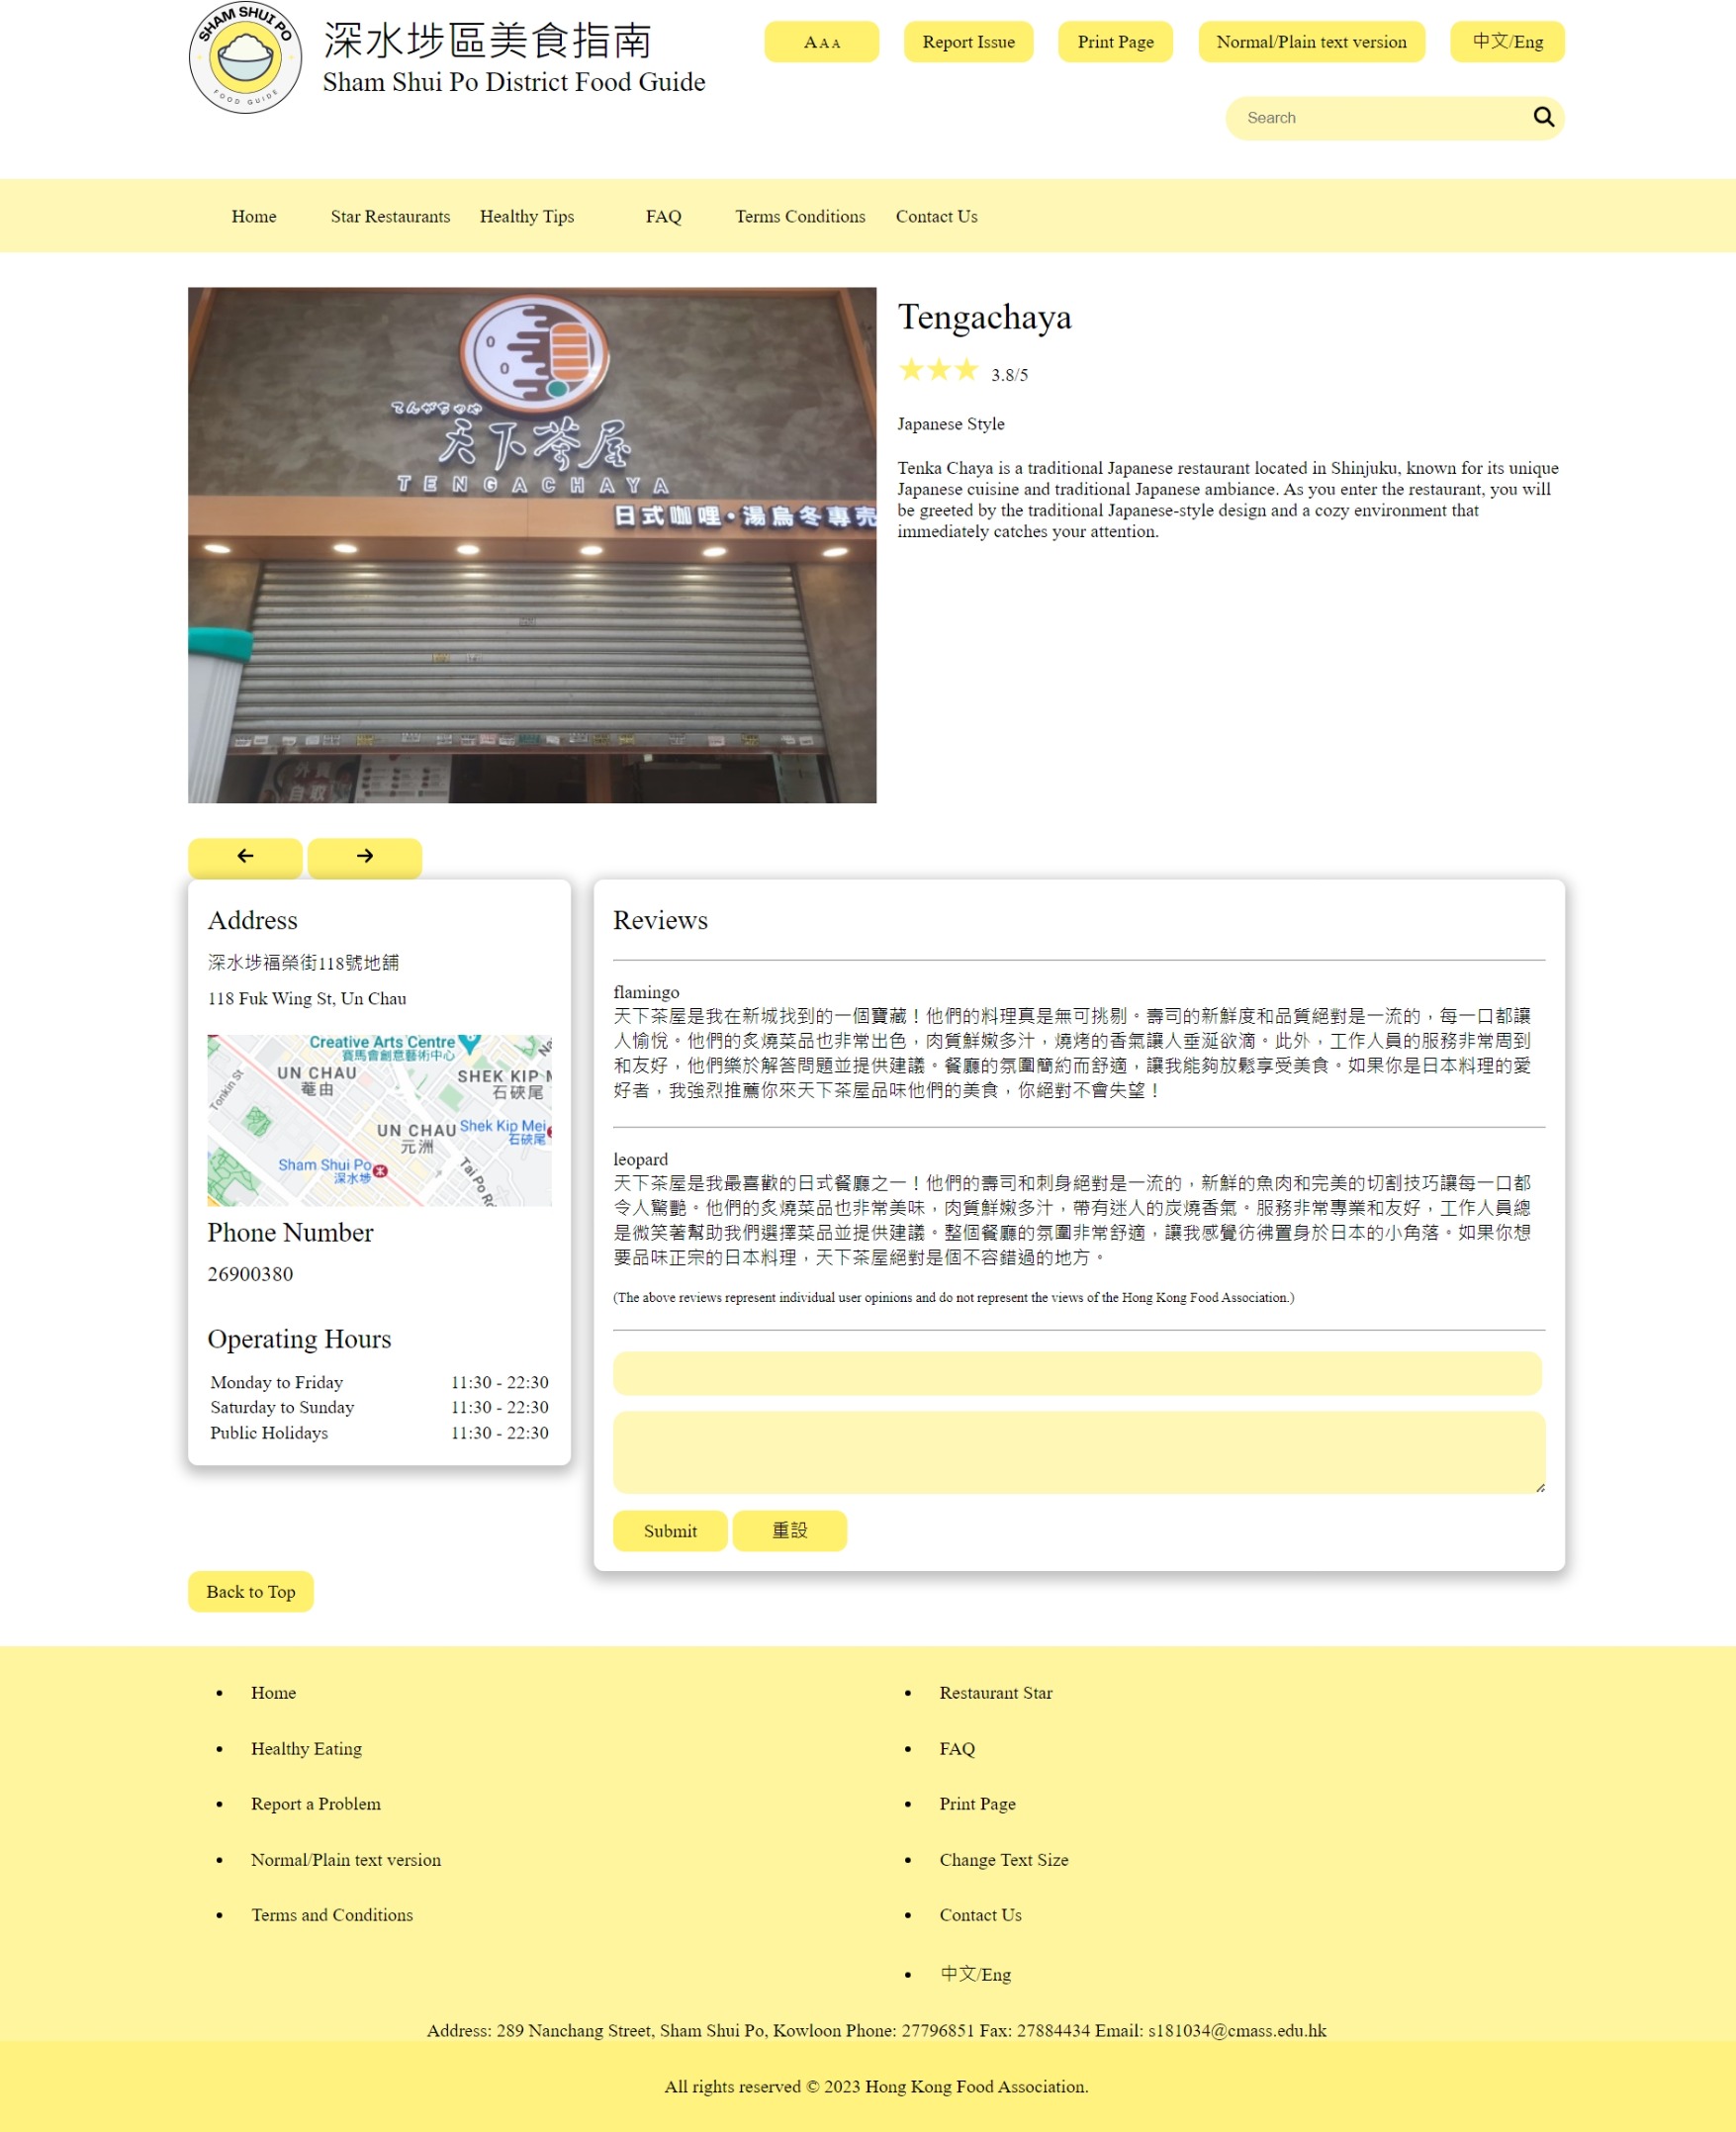 SHAM SHUI PO
FOOD GUIDE
深水埗區美食指南
Sham Shui Po District Food Guide
A A A
Report Issue
Print Page
Normal/Plain text version
中文/Eng
Search
Home
Star Restaurants
Healthy Tips
FAQ
Terms Conditions
Contact Us
てんがちゃや
天下茶屋
TENGACHAYA
日式咖哩•湯烏冬專売
外賣
自取
Tengachaya
★★★ 3.8/5
Japanese Style
Tenka Chaya is a traditional Japanese restaurant located in Shinjuku, known for its unique
Japanese cuisine and traditional Japanese ambiance. As you enter the restaurant, you will
be greeted by the traditional Japanese-style design and a cozy environment that
immediately catches your attention.
Address
深水埗福榮街118號地舖
118 Fuk Wing St, Un Chau
Creative Arts Centre
賽馬會創意藝術中心
UN CHAU
菴由
Tonkin St
SHEK KIP M
石硤尾
Na
UN CHAU
元洲
Shek Kip Mei
石硤尾
Sham Shui Po
深水埗
Tai Po Ro
Phone Number
26900380
Operating Hours
Monday to Friday 11:30 - 22:30
Saturday to Sunday 11:30 - 22:30
Public Holidays 11:30 - 22:30
Reviews
flamingo
天下茶屋是我在新城找到的一個寶藏！他們的料理真是無可挑剔。壽司的新鮮度和品質絕對是一流的，每一口都讓
人愉悅。他們的炙燒菜品也非常出色，肉質鮮嫩多汁，燒烤的香氣讓人垂涎欲滴。此外，工作人員的服務非常周到
和友好，他們樂於解答問題並提供建議。餐廳的氛圍簡約而舒適，讓我能夠放鬆享受美食。如果你是日本料理的愛
好者，我強烈推薦你來天下茶屋品味他們的美食，你絕對不會失望！
leopard
天下茶屋是我最喜歡的日式餐廳之一！他們的壽司和刺身絕對是一流的，新鮮的魚肉和完美的切割技巧讓每一口都
令人驚艷。他們的炙燒菜品也非常美味，肉質鮮嫩多汁，帶有迷人的炭燒香氣。服務非常專業和友好，工作人員總
是微笑著幫助我們選擇菜品並提供建議。整個餐廳的氛圍非常舒適，讓我感覺彷彿置身於日本的小角落。如果你想
要品味正宗的日本料理，天下茶屋絕對是個不容錯過的地方。
(The above reviews represent individual user opinions and do not represent the views of the Hong Kong Food Association.)
Submit
重設
Back to Top
Home
Healthy Eating
Report a Problem
Normal/Plain text version
Terms and Conditions
Restaurant Star
FAQ
Print Page
Change Text Size
Contact Us
中文/Eng
Address: 289 Nanchang Street, Sham Shui Po, Kowloon Phone: 27796851 Fax: 27884434 Email: s181034@cmass.edu.hk
All rights reserved © 2023 Hong Kong Food Association.